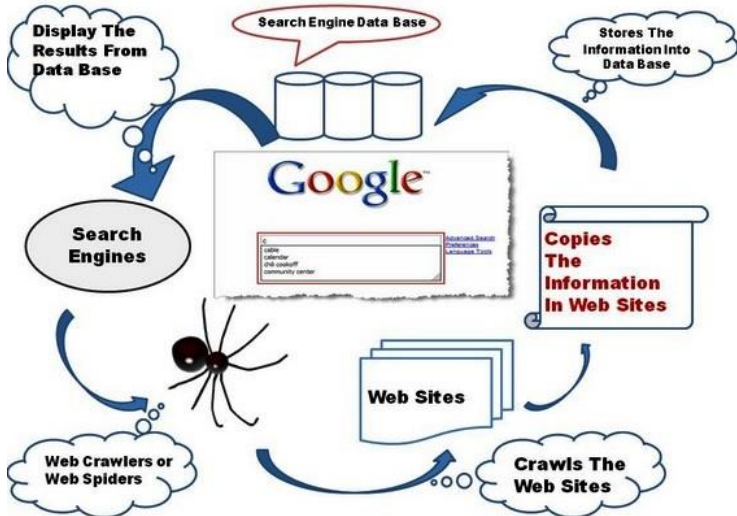 Display The
Results From
Data Base
Search Engine Data Base
Stores The
Information Into
Data Base
Google™
c
cable
calendar
chili cookoff
community center
Advanced Search
Preferences
Language Tools
Search
Engines
Copies
The
Information
In Web Sites
Web Sites
Web Crawlers or
Web Spiders
Crawls The
Web Sites